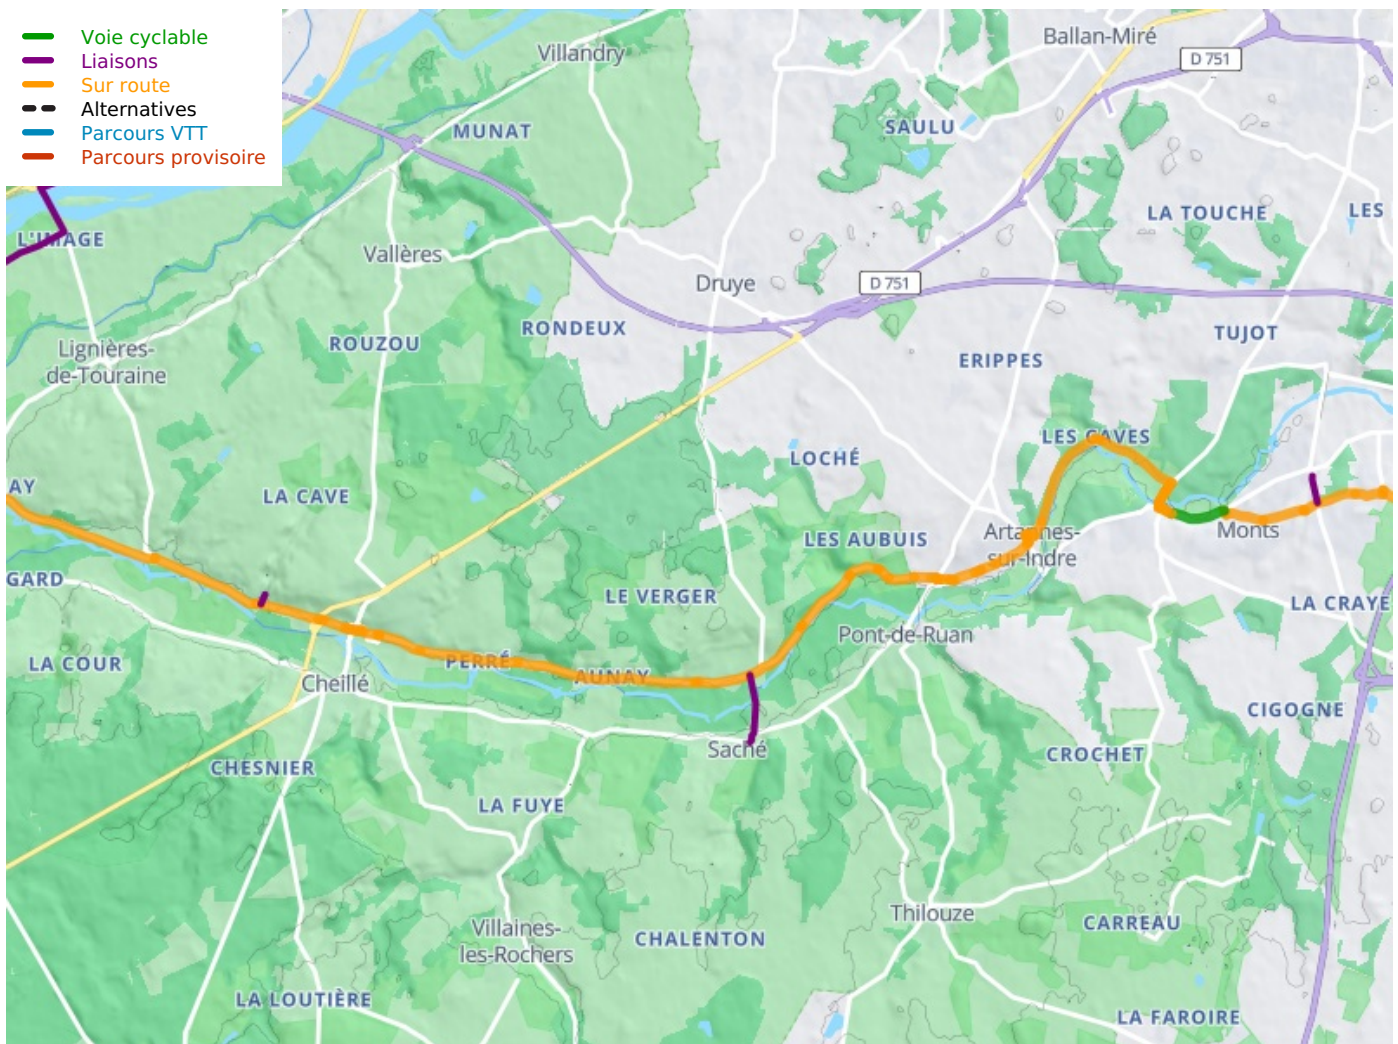 Voie cyclable
Liaisons
Sur route
Alternatives
Parcours VTT
Parcours provisoire
Villandry
Ballan-Miré
D 751
MUNAT
SAULU
LA TOUCHE
LES
L'IMAGE
Vallères
Druye
D 751
RONDEUX
ROUZOU
TUJOT
Lignières-
de-Touraine
ERIPPES
LES CAVES
LOCHÉ
AY
LA CAVE
Artannes-
sur-Indre
Monts
LES AUBUIS
GARD
LE VERGER
LA CRAYE
Pont-de-Ruan
LA COUR
PERRÉ
AUNAY
Cheillé
CIGOGNE
Saché
CROCHET
CHESNIER
LA FUYE
Thilouze
CARREAU
Villaines-
les-Rochers
CHALENTON
LA LOUTIÈRE
LA FAROIRE